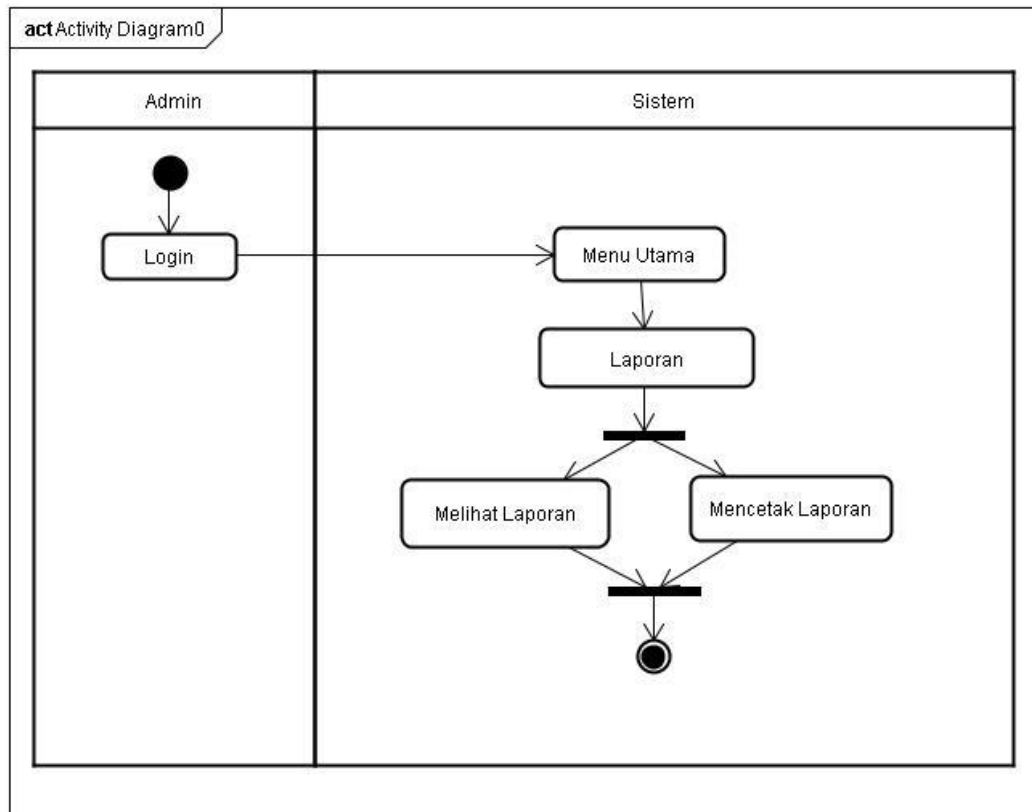 act Activity Diagram0
Admin
Sistem
Login
Menu Utama
Laporan
Melihat Laporan
Mencetak Laporan